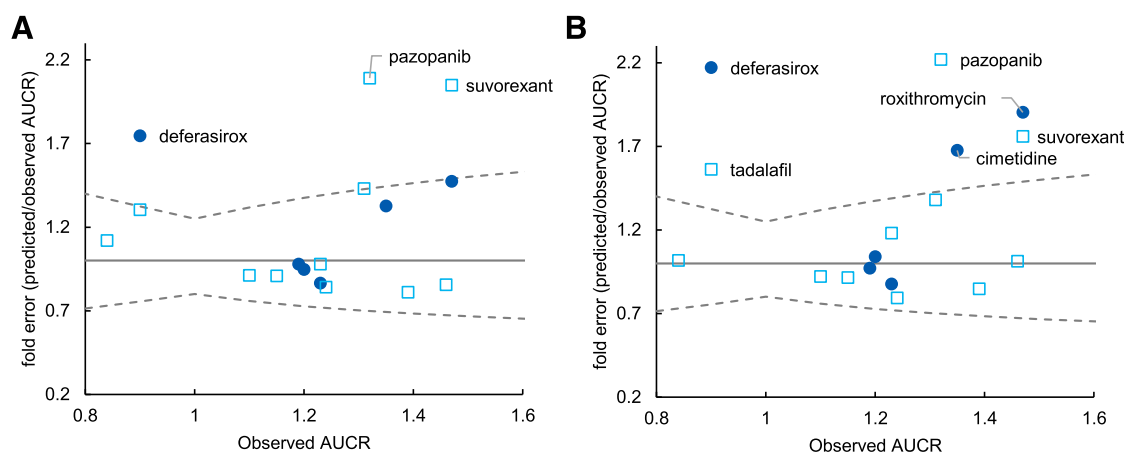 A
fold error (predicted/observed AUCR)
2.2
1.7
1.2
0.7
0.2
pazopanib
suvorexant
deferasirox
0.8
1
1.2
1.4
1.6
Observed AUCR
B
fold error (predicted/observed AUCR)
2.2
1.7
1.2
0.7
0.2
pazopanib
deferasirox
roxithromycin
suvorexant
cimetidine
tadalafil
0.8
1
1.2
1.4
1.6
Observed AUCR